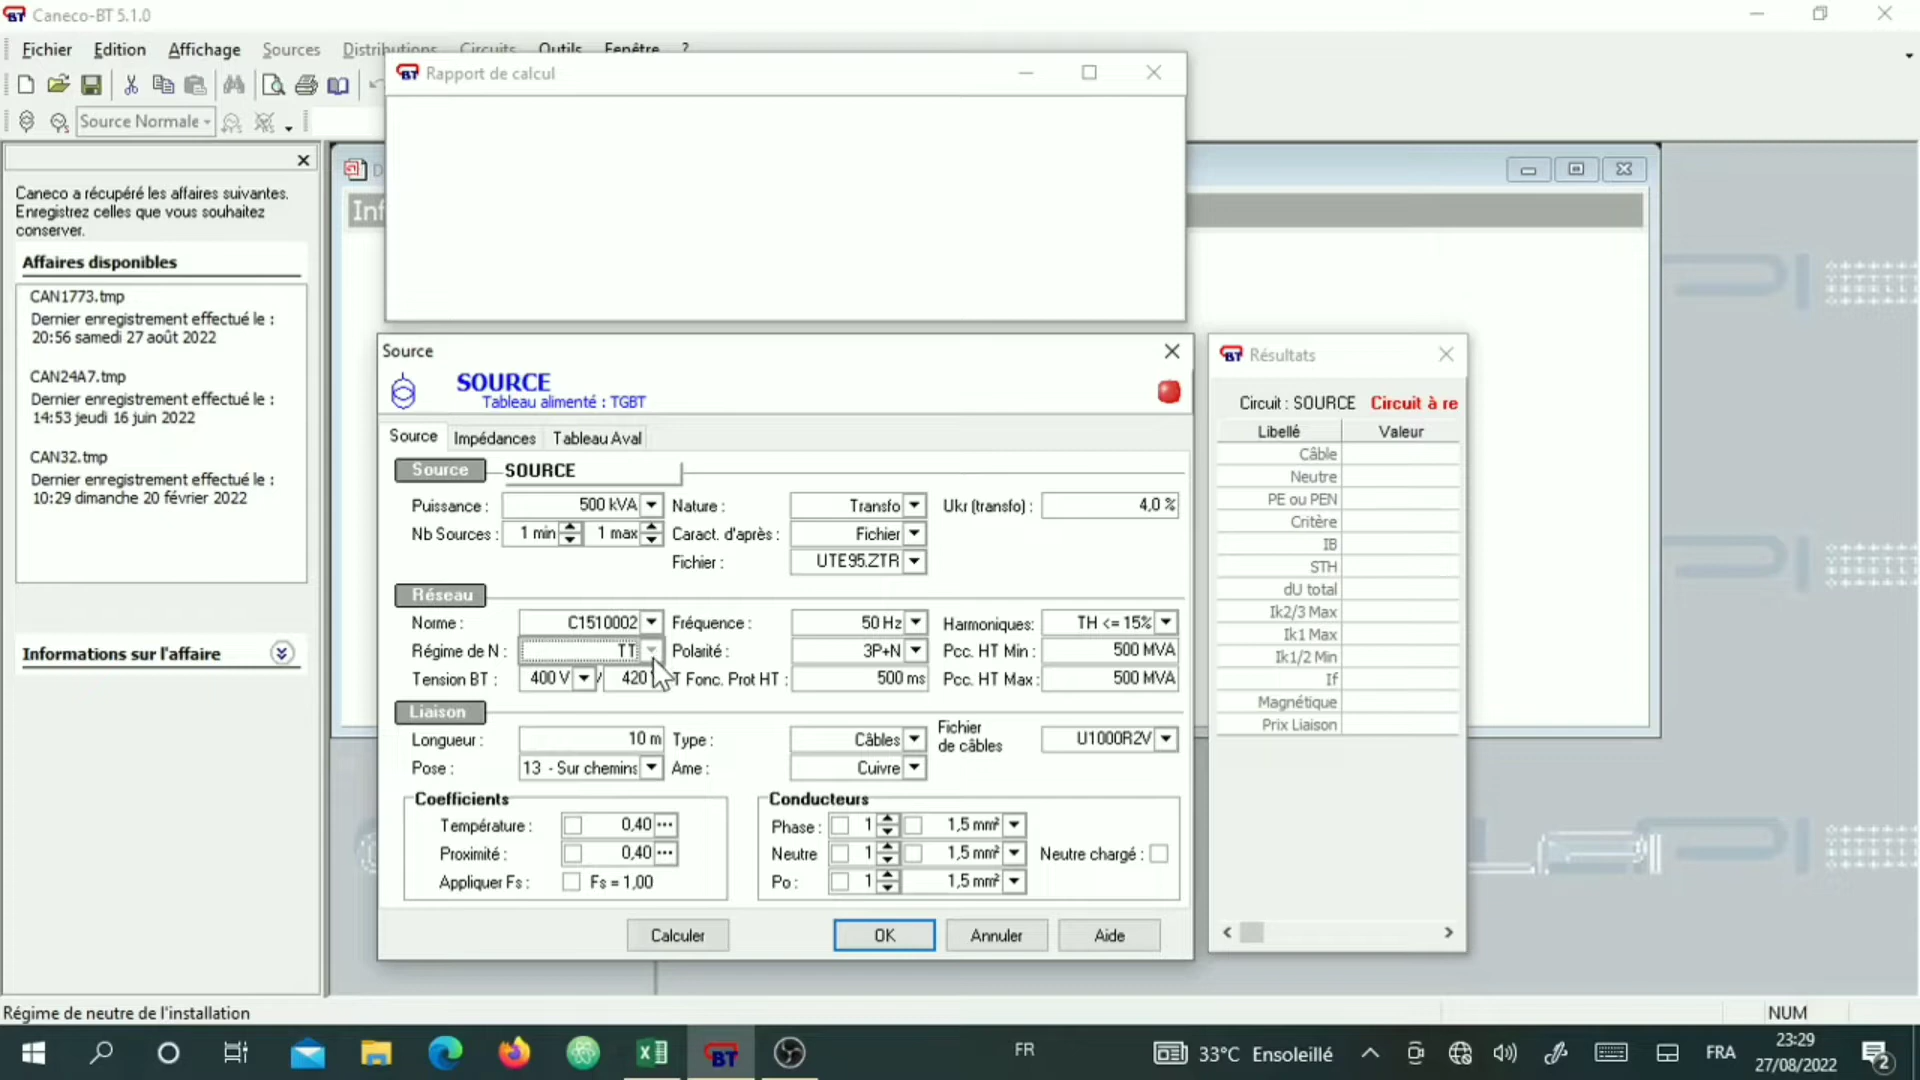 Caneco-BT 5.1.0
Fichier Edition Affichage Sources Distributions Circuits Outils Fenêtre ?
Source Normale
Caneco a récupéré les affaires suivantes.
Enregistrez celles que vous souhaitez
conserver.
Affaires disponibles
CAN1773.tmp
Dernier enregistrement effectué le :
20:56 samedi 27 août 2022
CAN24A7.tmp
Dernier enregistrement effectué le :
14:53 jeudi 16 juin 2022
CAN32.tmp
Dernier enregistrement effectué le :
10:29 dimanche 20 février 2022
Informations sur l'affaire
Rapport de calcul
Inf
Source
SOURCE
Tableau alimenté : TGBT
Source Impédances Tableau Aval
Source SOURCE
Puissance : 500 kVA Nature : Transfo Ukr (transfo) : 4,0 %
Nb Sources : 1 min 1 max Caract. d'après : Fichier
Fichier : UTE95.ZTR
Réseau
Norme : C1510002 Fréquence : 50 Hz Harmoniques: TH <= 15%
Régime de N : TT Polarité : 3P+N Pcc. HT Min : 500 MVA
Tension BT : 400 V / 420 T Fonc. Prot HT : 500 ms Pcc. HT Max : 500 MVA
Liaison
Longueur : 10 m Type : Câbles Fichier de câbles U1000R2V
Pose : 13 - Sur chemins Ame : Cuivre
Coefficients
Température : 0,40 ...
Proximité : 0,40 ...
Appliquer Fs : Fs = 1,00
Conducteurs
Phase : 1 1,5 mm²
Neutre 1 1,5 mm² Neutre chargé :
Po : 1 1,5 mm²
Calculer OK Annuler Aide
Résultats
Circuit : SOURCE Circuit à re
Libellé Valeur
Câble
Neutre
PE ou PEN
Critère
IB
STH
dU total
Ik2/3 Max
Ik1 Max
Ik1/2 Min
If
Magnétique
Prix Liaison
Régime de neutre de l'installation
NUM
FR
33°C Ensoleillé
FRA
23:29
27/08/2022
2